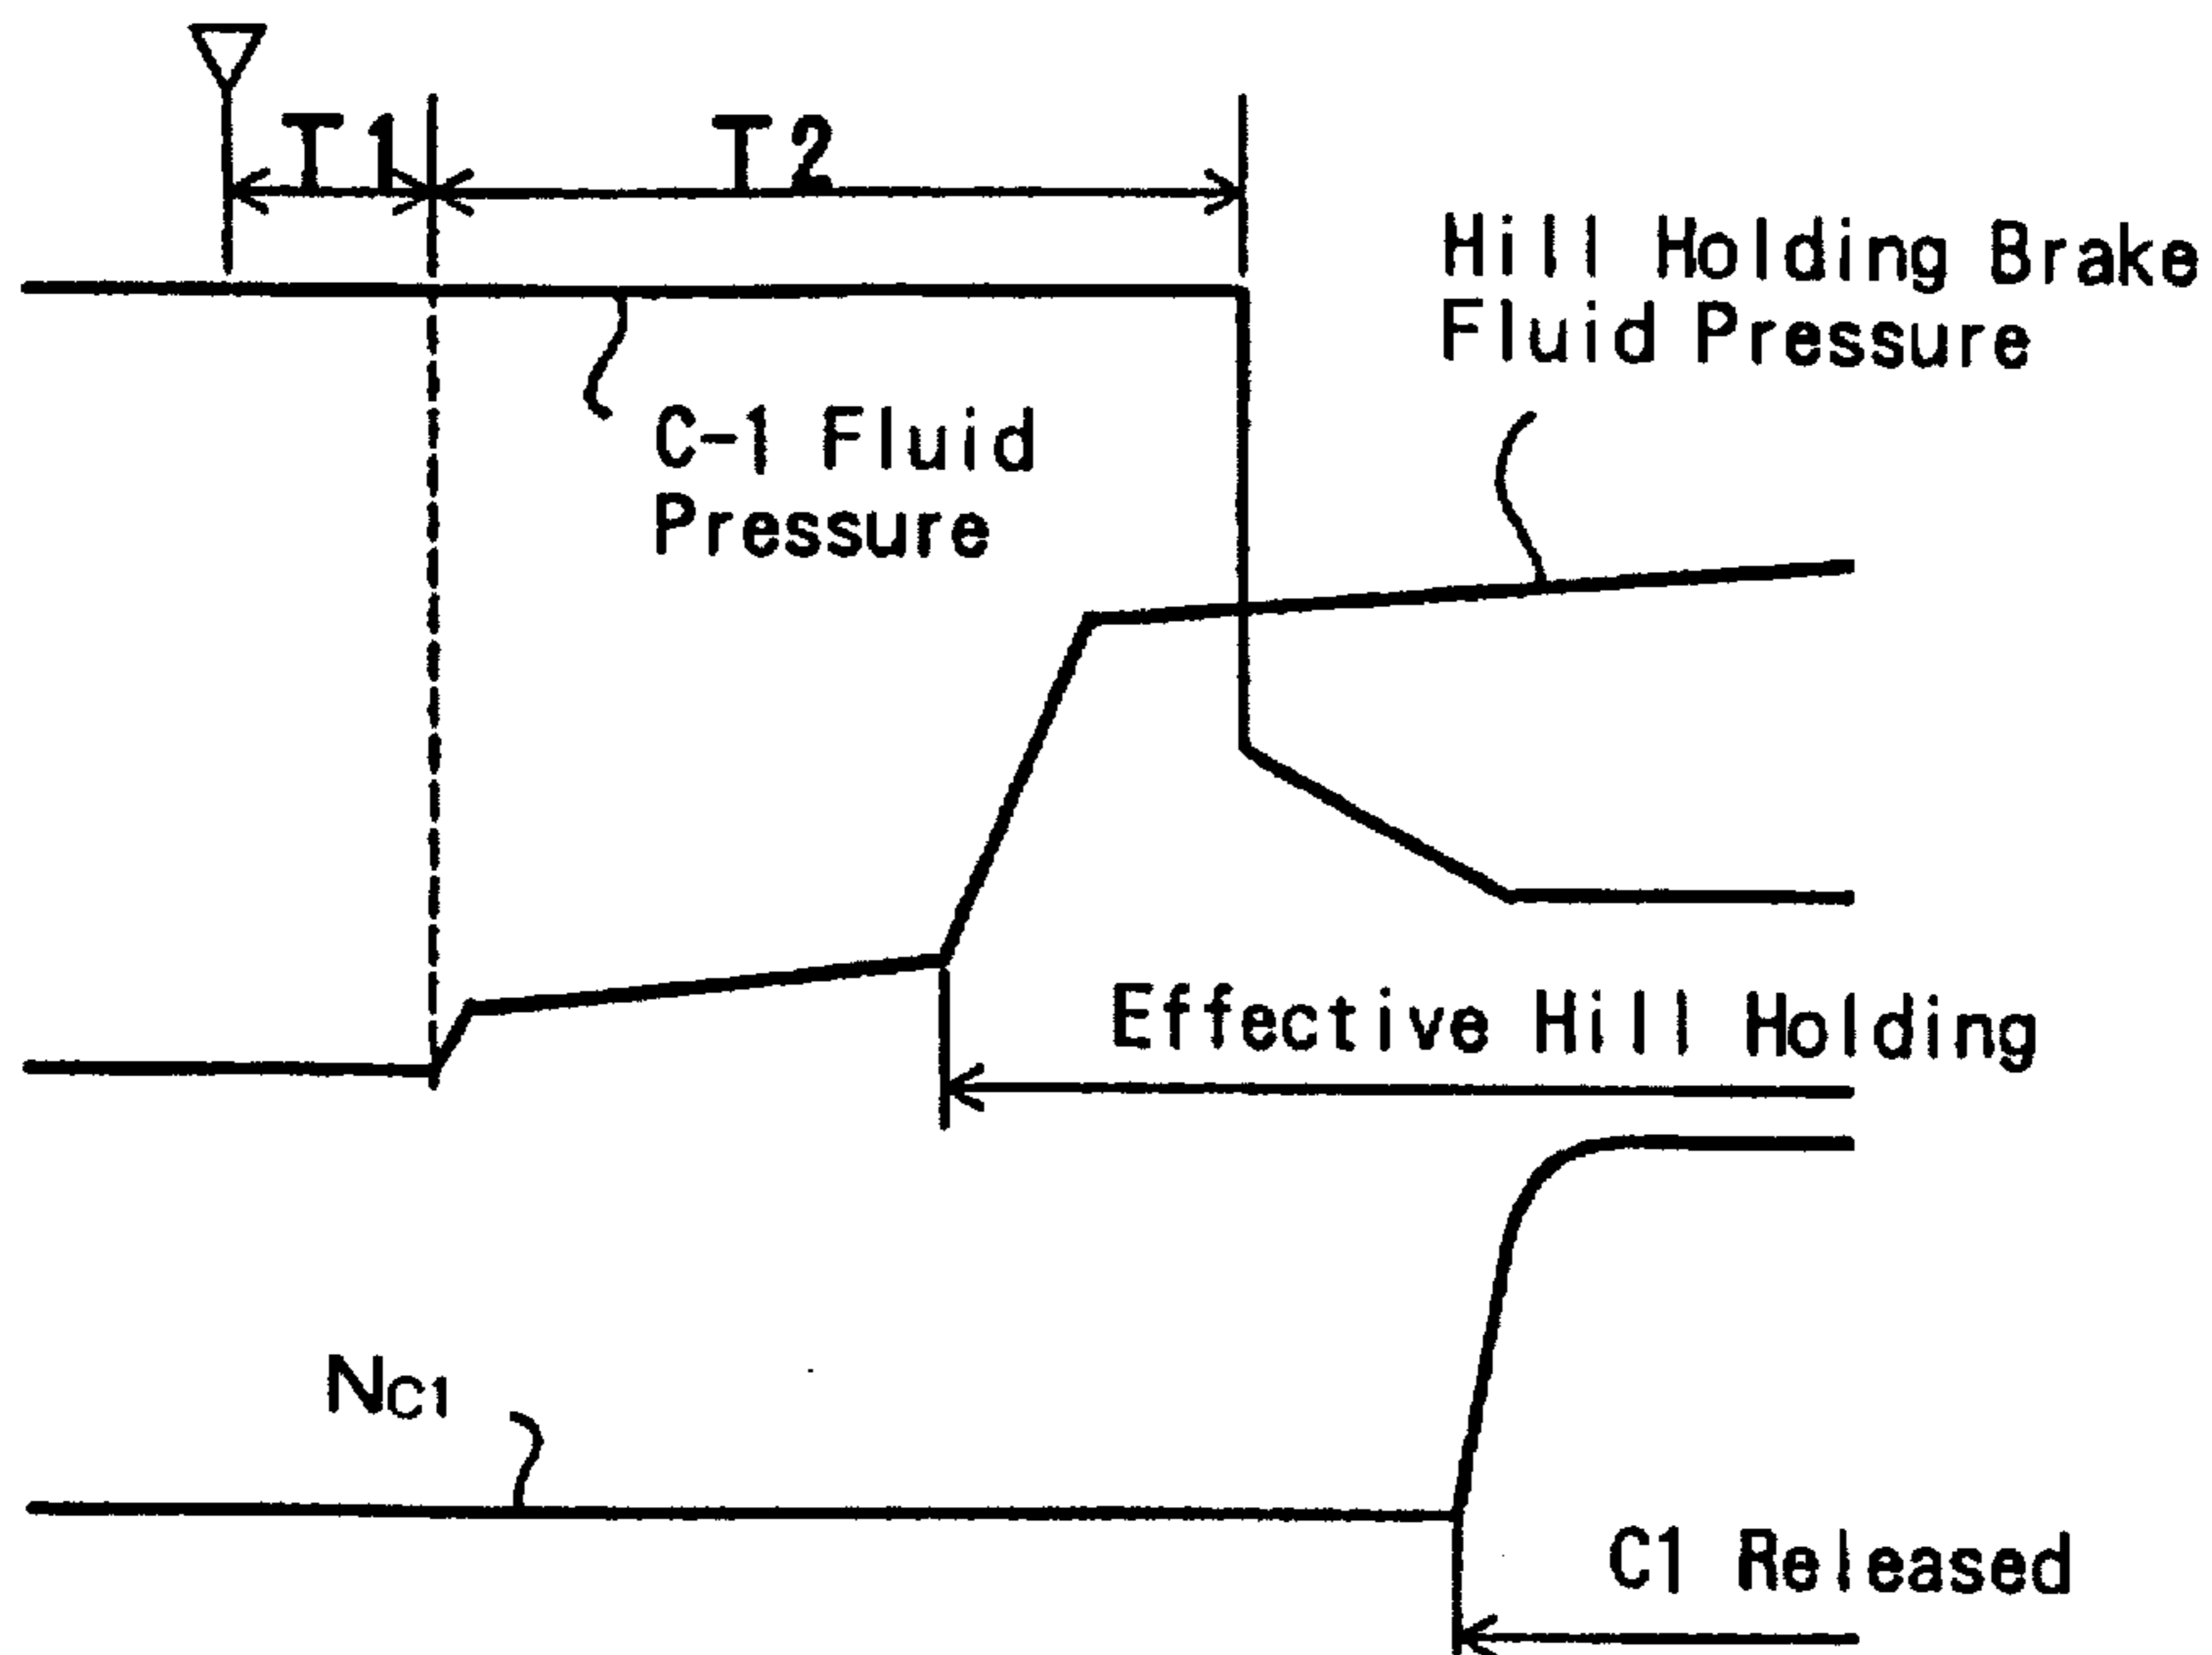 T1
T2
Hill Holding Brake
Fluid Pressure
C-1 Fluid
Pressure
Effective Hill Holding
NC1
C1 Released